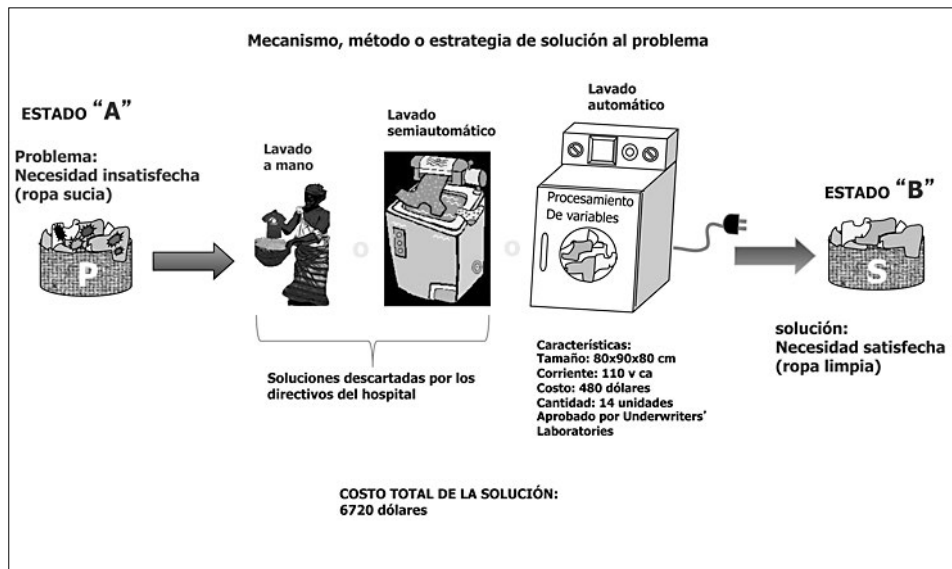 Mecanismo, método o estrategia de solución al problema
ESTADO “A”
Problema:
Necesidad insatisfecha
(ropa sucia)
P
Lavado
a mano
o
Lavado
semiautomático
o
Lavado
automático
Procesamiento
De variables
ESTADO “B”
S
solución:
Necesidad satisfecha
(ropa limpia)
Soluciones descartadas por los
directivos del hospital
Características:
Tamaño: 80x90x80 cm
Corriente: 110 v ca
Costo: 480 dólares
Cantidad: 14 unidades
Aprobado por Underwriters’
Laboratories
COSTO TOTAL DE LA SOLUCIÓN:
6720 dólares